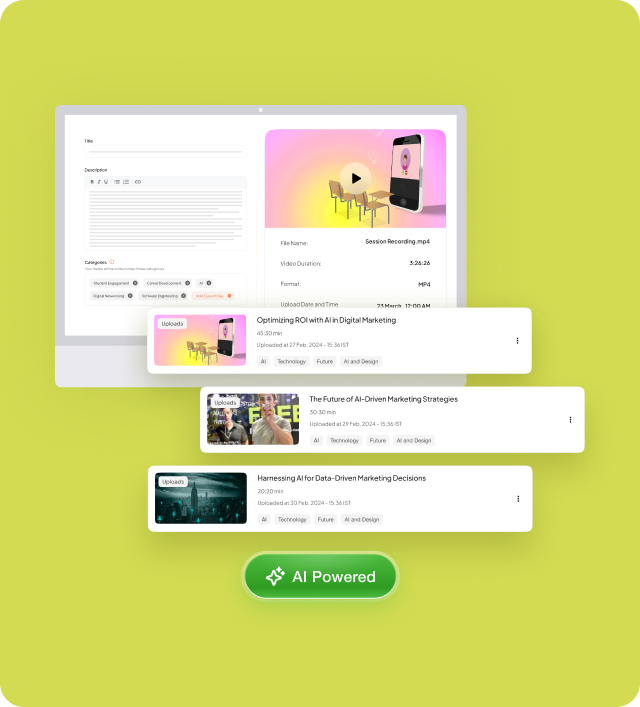 Title
Description
B I U
Categories
Student Engagement
Career Development
AI
Digital Networking
Software Engineering
File Name:
Session Recording.mp4
Video Duration:
3:26:26
Format:
MP4
Upload Date and Time
23 March, 12:00 AM
Uploads
Optimizing ROI with AI in Digital Marketing
45:30 min
Uploaded at 27 Feb, 2024 - 15:36 IST
AI
Technology
Future
AI and Design
Uploads
The Future of AI-Driven Marketing Strategies
30:30 min
Uploaded at 29 Feb, 2024 - 15:36 IST
AI
Technology
Future
AI and Design
Uploads
Harnessing AI for Data-Driven Marketing Decisions
20:20 min
Uploaded at 30 Feb, 2024 - 15:36 IST
AI
Technology
Future
AI and Design
AI Powered